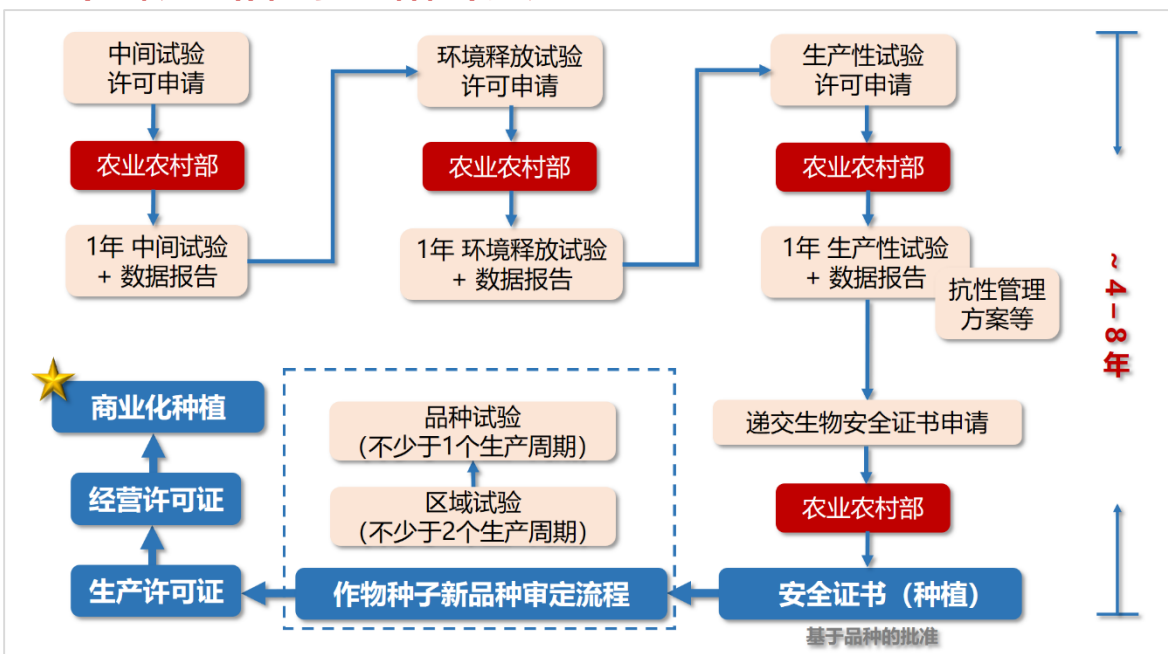 中间试验
许可申请
农业农村部
1年 中间试验
+ 数据报告
环境释放试验
许可申请
农业农村部
1年 环境释放试验
+ 数据报告
生产性试验
许可申请
农业农村部
1年 生产性试验
+ 数据报告
抗性管理
方案等
~4–8年
递交生物安全证书申请
农业农村部
安全证书（种植）
基于品种的批准
品种试验
（不少于1个生产周期）
区域试验
（不少于2个生产周期）
作物种子新品种审定流程
生产许可证
经营许可证
商业化种植